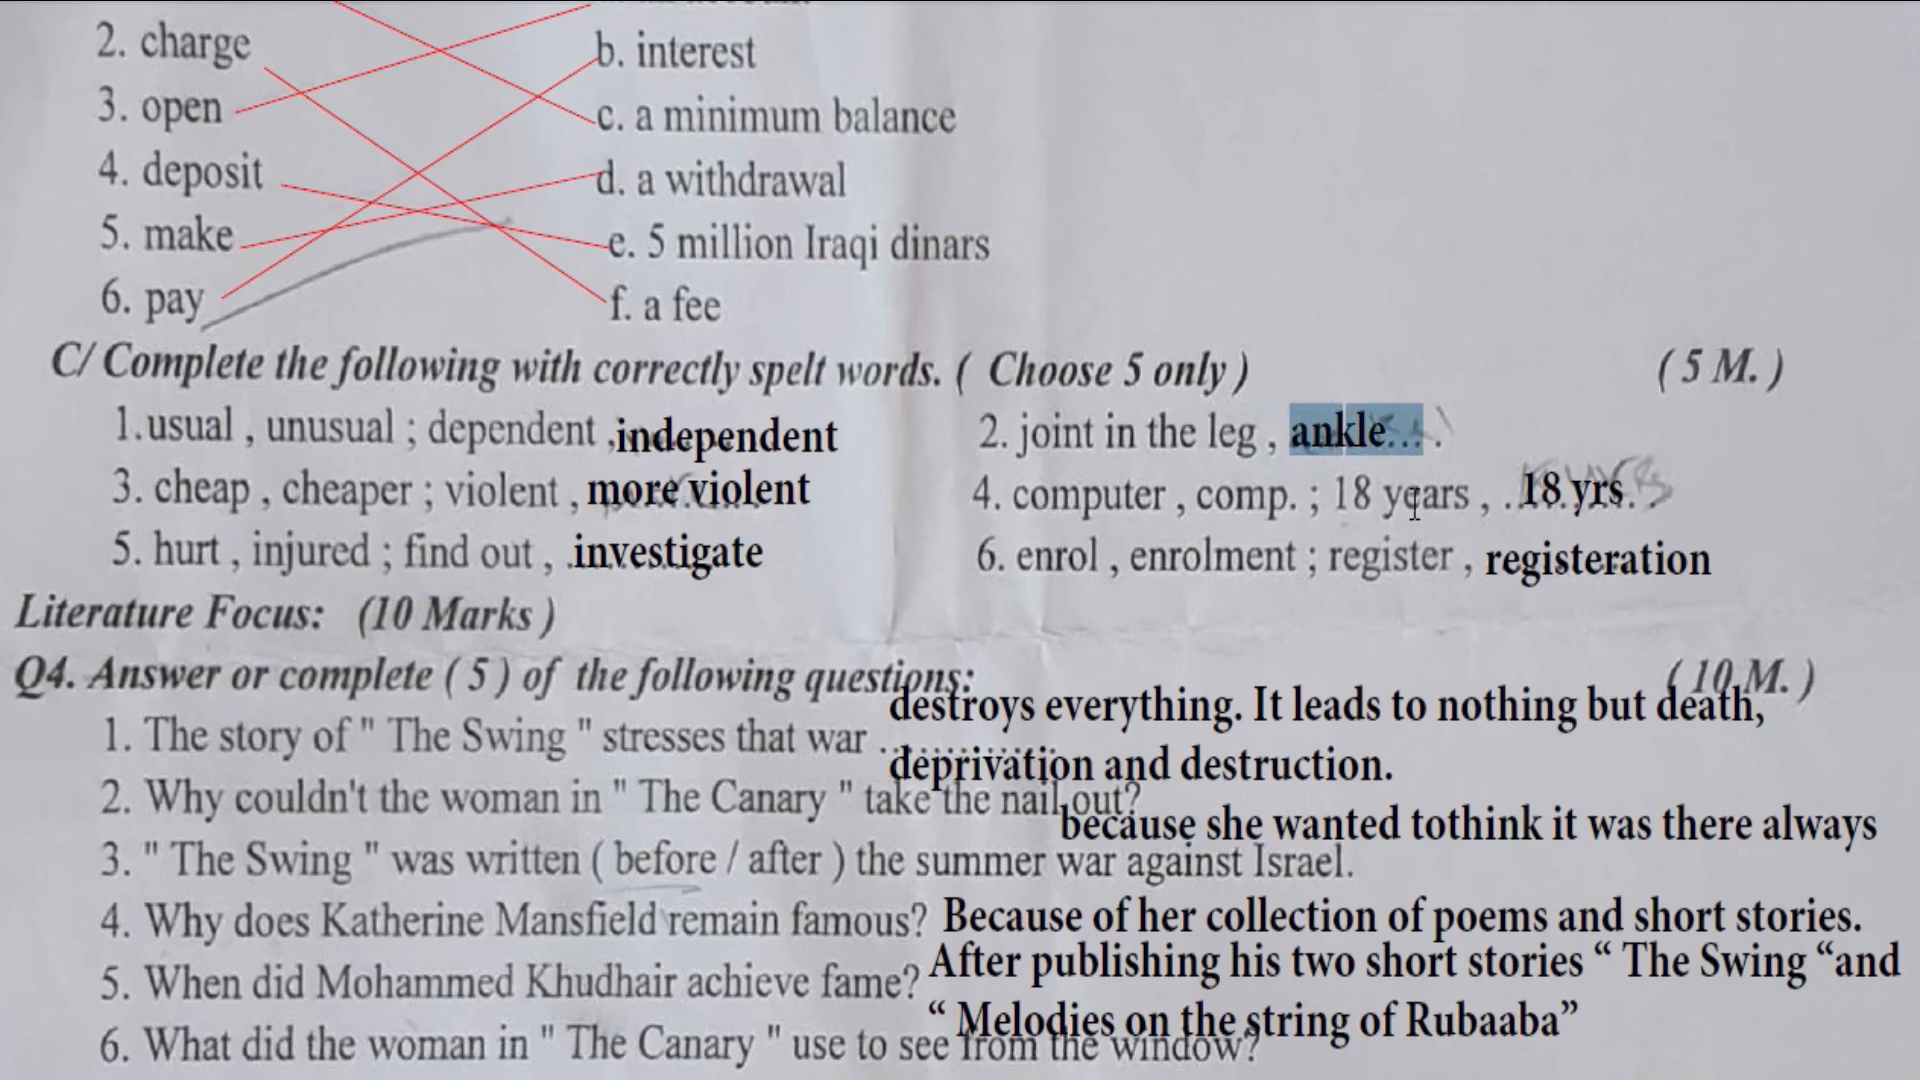 2. charge
b. interest
3. open
c. a minimum balance
4. deposit
d. a withdrawal
5. make
e. 5 million Iraqi dinars
6. pay
f. a fee
C/ Complete the following with correctly spelt words. ( Choose 5 only ) ( 5 M. )
1.usual , unusual ; dependent , independent
2. joint in the leg , ankle... .
3. cheap , cheaper ; violent , more violent
4. computer , comp. ; 18 years , .18 yrs. .
5. hurt , injured ; find out , .investigate
6. enrol , enrolment ; register , registeration
Literature Focus: (10 Marks )
Q4. Answer or complete ( 5 ) of the following questions: ( 10 M. )
1. The story of " The Swing " stresses that war ............
destroys everything. It leads to nothing but death,
deprivation and destruction.
2. Why couldn't the woman in " The Canary " take the nail out?
because she wanted tothink it was there always
3. " The Swing " was written ( before / after ) the summer war against Israel.
4. Why does Katherine Mansfield remain famous? Because of her collection of poems and short stories.
5. When did Mohammed Khudhair achieve fame? After publishing his two short stories “ The Swing “and
“ Melodies on the string of Rubaaba”
6. What did the woman in " The Canary " use to see from the window?